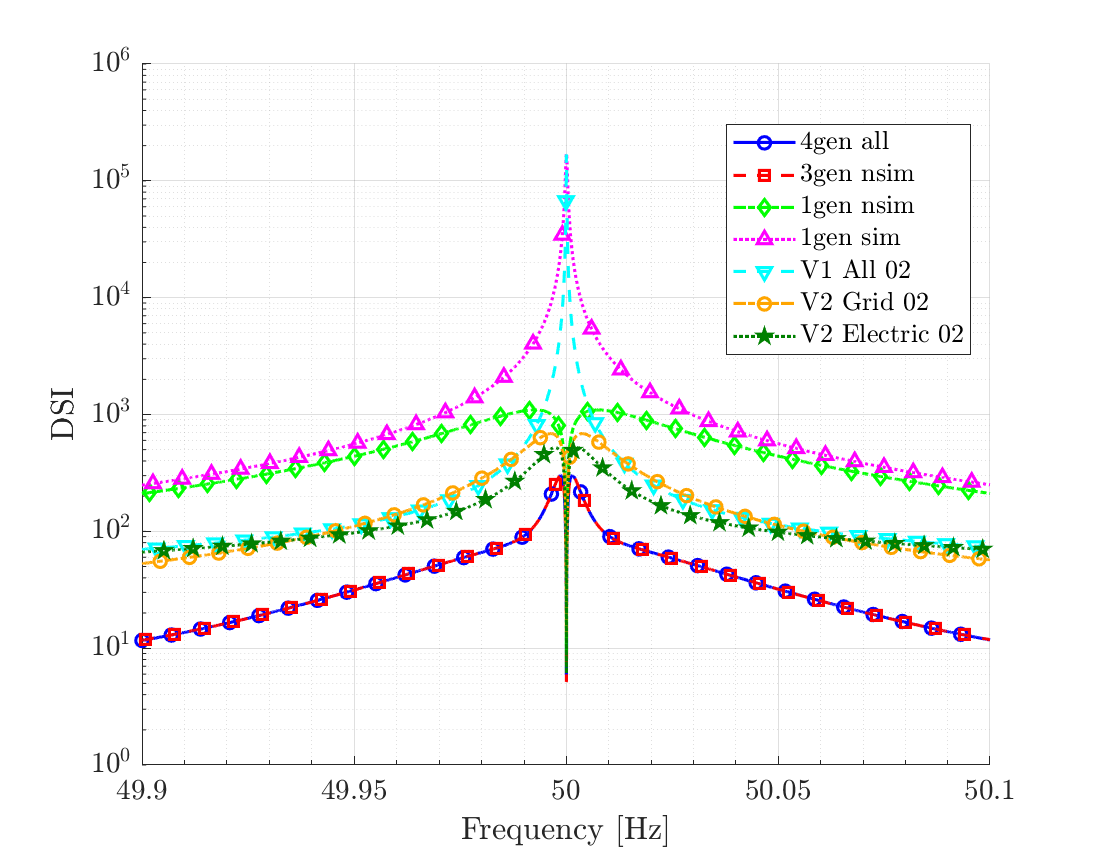 10^6
10^5
10^4
10^3
10^2
10^1
10^0
DSI
4gen all
3gen nsim
1gen nsim
1gen sim
V1 All 02
V2 Grid 02
V2 Electric 02
49.9 49.95 50 50.05 50.1
Frequency [Hz]